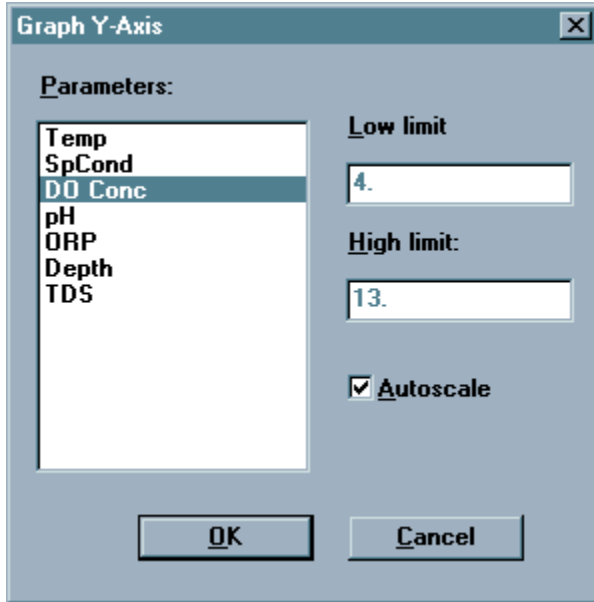 Graph Y-Axis
Parameters:
Temp
SpCond
DO Conc
pH
ORP
Depth
TDS
Low limit
4.
High limit:
13.
Autoscale
OK
Cancel